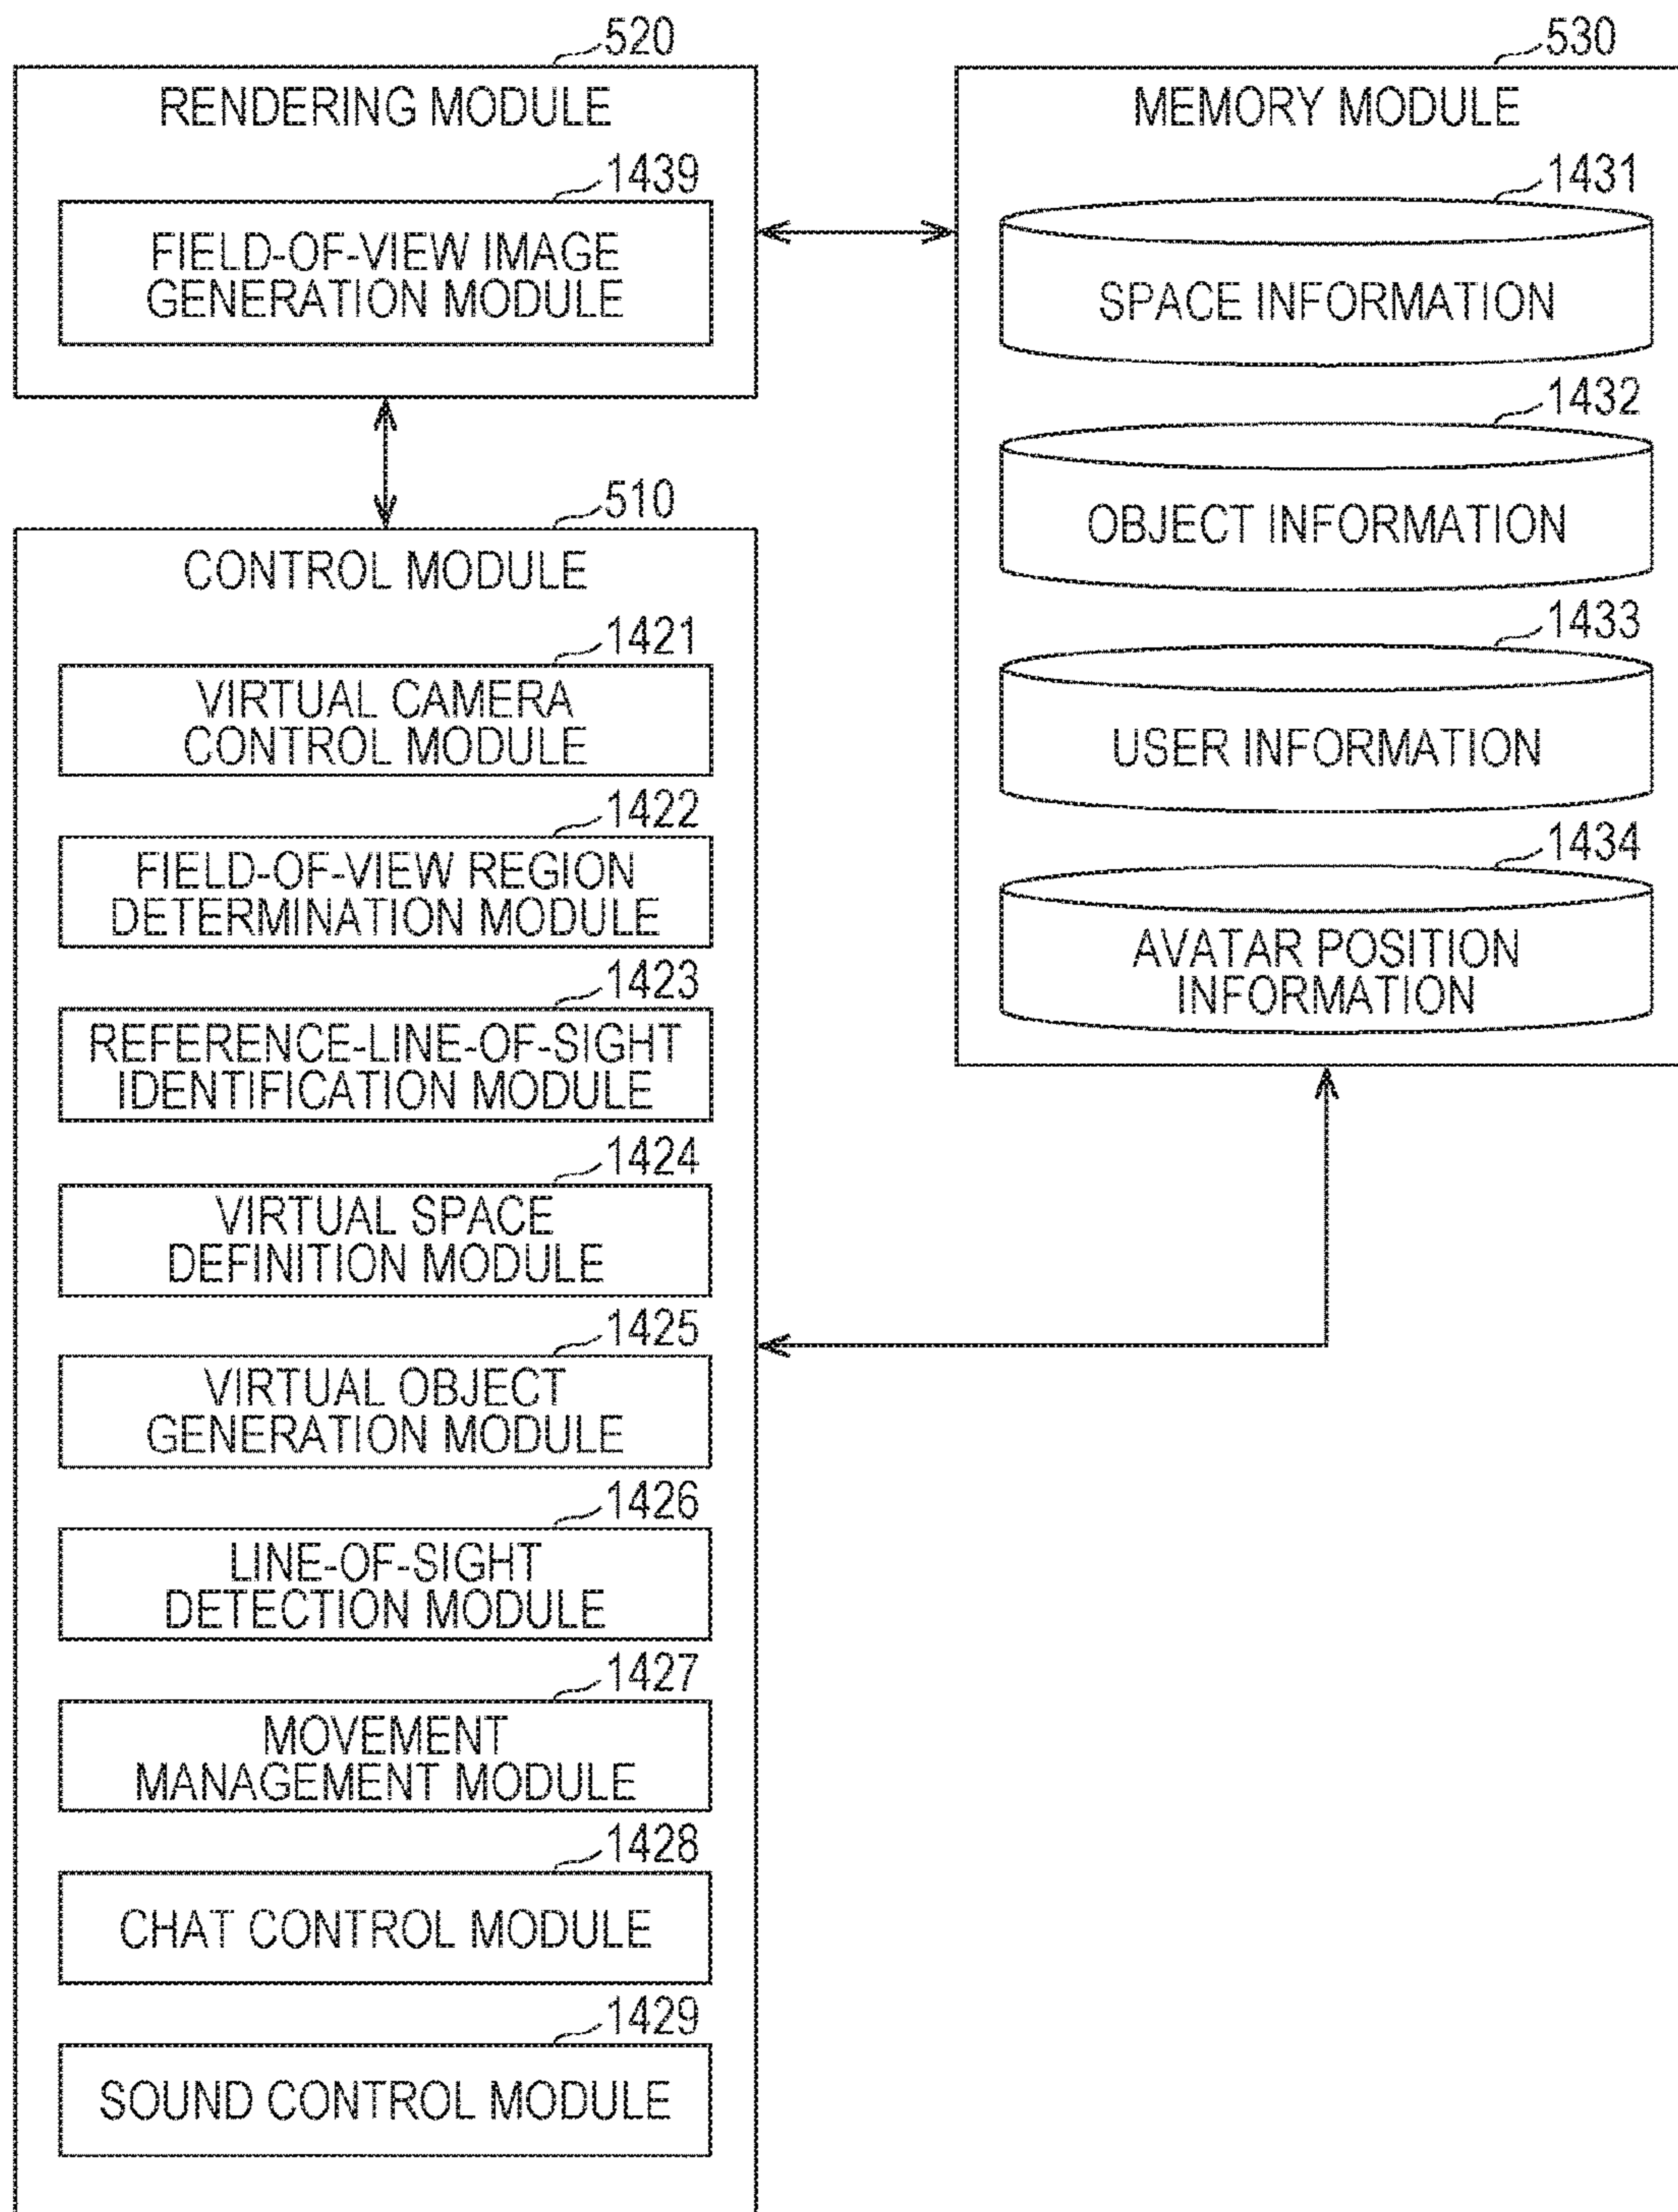 520
RENDERING MODULE
1439
FIELD-OF-VIEW IMAGE
GENERATION MODULE
530
MEMORY MODULE
1431
SPACE INFORMATION
1432
OBJECT INFORMATION
1433
USER INFORMATION
1434
AVATAR POSITION
INFORMATION
510
CONTROL MODULE
1421
VIRTUAL CAMERA
CONTROL MODULE
1422
FIELD-OF-VIEW REGION
DETERMINATION MODULE
1423
REFERENCE-LINE-OF-SIGHT
IDENTIFICATION MODULE
1424
VIRTUAL SPACE
DEFINITION MODULE
1425
VIRTUAL OBJECT
GENERATION MODULE
1426
LINE-OF-SIGHT
DETECTION MODULE
1427
MOVEMENT
MANAGEMENT MODULE
1428
CHAT CONTROL MODULE
1429
SOUND CONTROL MODULE